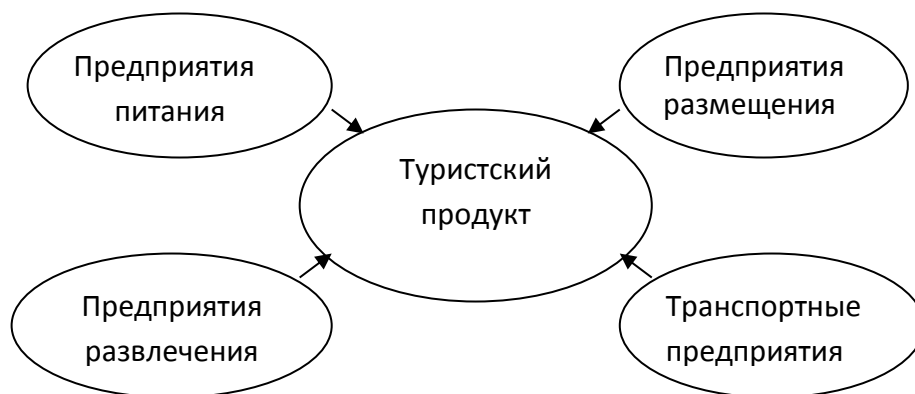 Предприятия
питания
Предприятия
размещения
Туристский
продукт
Предприятия
развлечения
Транспортные
предприятия